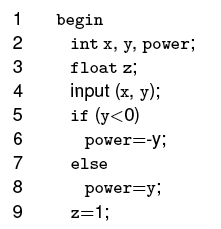 1 begin
2 int x, y, power;
3 float z;
4 input (x, y);
5 if (y<0)
6 power=-y;
7 else
8 power=y;
9 z=1;